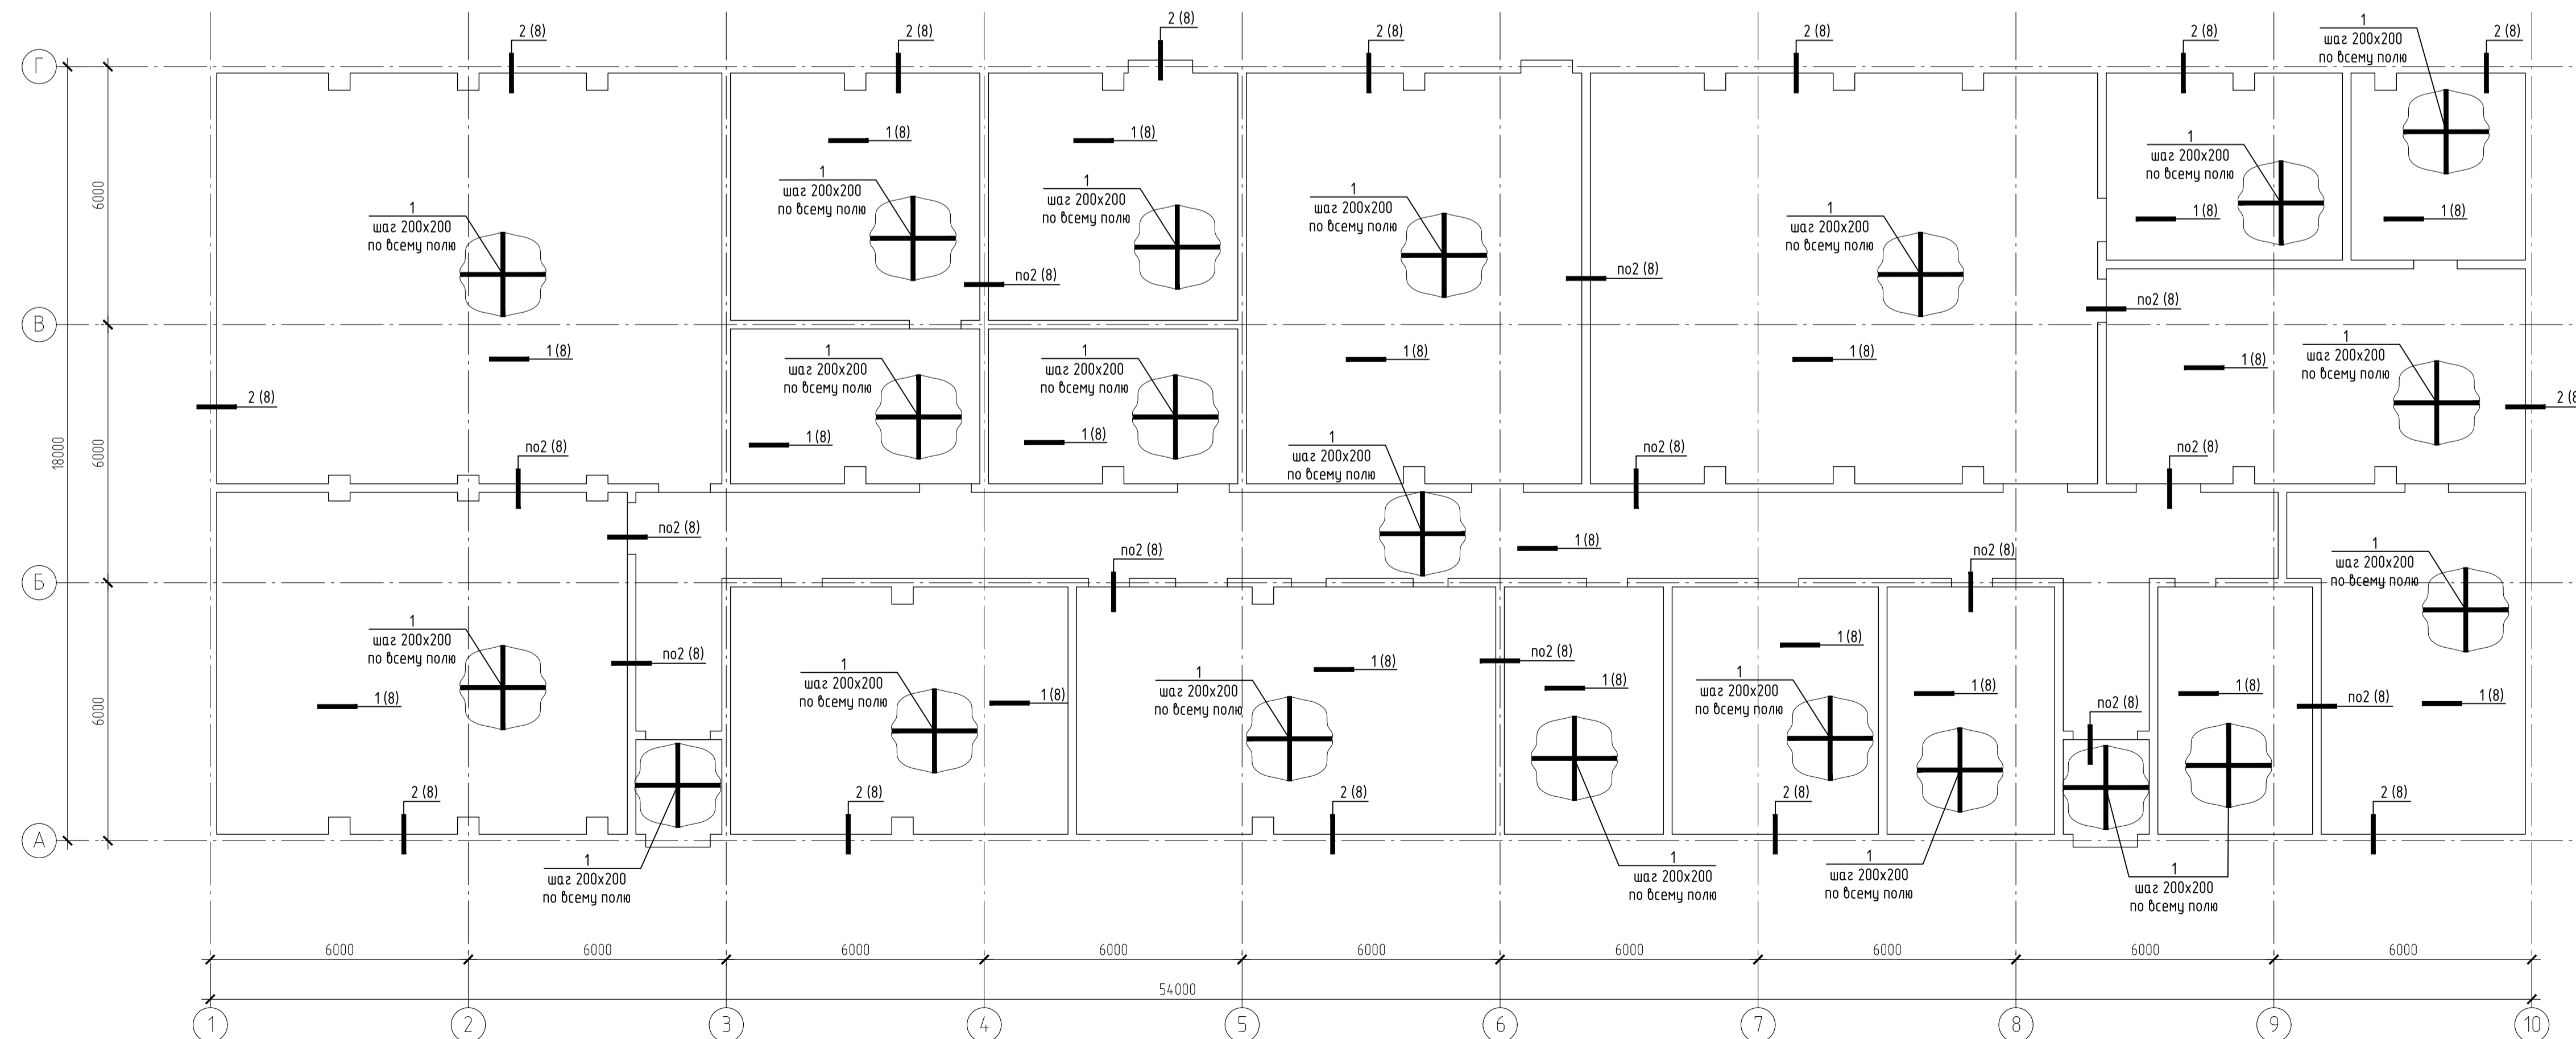 2 (8)
2 (8)
2 (8)
2 (8)
2 (8)
2 (8)
1
шаг 200х200
по всему полю
2 (8)
Г
1 (8)
1 (8)
1
шаг 200х200
по всему полю
1
шаг 200х200
по всему полю
1
шаг 200х200
по всему полю
1
шаг 200х200
по всему полю
1
шаг 200х200
по всему полю
1
шаг 200х200
по всему полю
1 (8)
1 (8)
6000
по2 (8)
по2 (8)
по2 (8)
В
1 (8)
1
шаг 200х200
по всему полю
1
шаг 200х200
по всему полю
1 (8)
1 (8)
1 (8)
1
шаг 200х200
по всему полю
2 (8)
2 (8
1 (8)
1 (8)
18000
6000
по2 (8)
1
шаг 200х200
по всему полю
по2 (8)
по2 (8)
по2 (8)
1 (8)
по2 (8)
по2 (8)
1
шаг 200х200
по всему полю
Б
1
шаг 200х200
по всему полю
1 (8)
по2 (8)
1
шаг 200х200
по всему полю
1 (8)
1
шаг 200х200
по всему полю
1 (8)
по2 (8)
1 (8)
1
шаг 200х200
по всему полю
1 (8)
1 (8)
1 (8)
по2 (8)
по2 (8)
1 (8)
6000
2 (8)
2 (8)
2 (8)
2 (8)
2 (8)
А
1
шаг 200х200
по всему полю
1
шаг 200х200
по всему полю
1
шаг 200х200
по всему полю
1
шаг 200х200
по всему полю
6000
6000
6000
6000
6000
6000
6000
6000
6000
54000
1
2
3
4
5
6
7
8
9
10